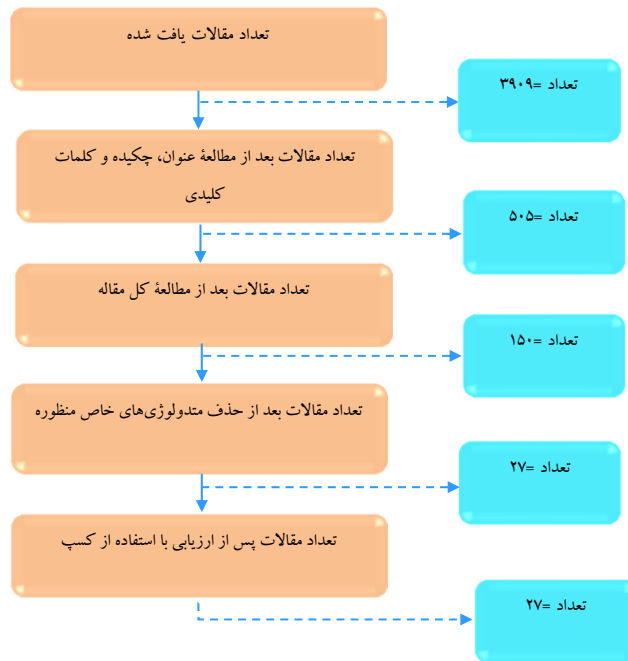 تعداد مقالات یافت شده
تعداد =۳۹۰۹
تعداد مقالات بعد از مطالعۀ عنوان، چکیده و کلمات
کلیدی
تعداد =۵۰۵
تعداد مقالات بعد از مطالعۀ کل مقاله
تعداد =۱۵۰
تعداد مقالات بعد از حذف متدولوژی‌های خاص منظوره
تعداد =۲۷
تعداد مقالات پس از ارزیابی با استفاده از کسپ
تعداد =۲۷